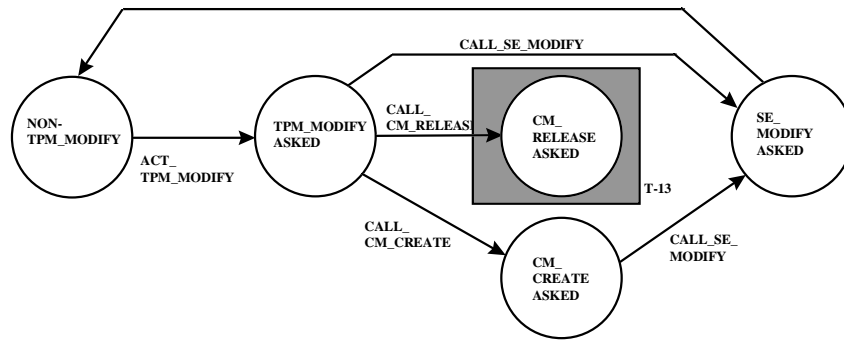 CALL_SE_MODIFY
NON-
TPM_MODIFY
ACT_
TPM_MODIFY
TPM_MODIFY
ASKED
CALL_
CM_RELEASE
CM_
RELEASE
ASKED
T-13
SE_
MODIFY
ASKED
CALL_
CM_CREATE
CM_
CREATE
ASKED
CALL_SE_
MODIFY